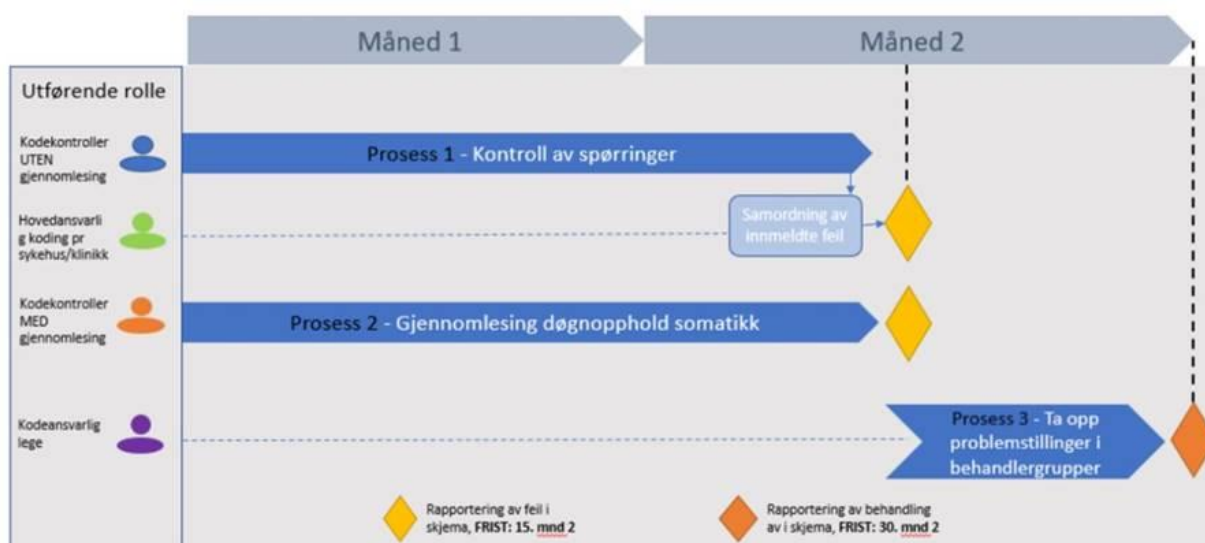 Måned 1
Måned 2
Utførende rolle
Kodekontroller
UTEN
gjennomlesing
Prosess 1 - Kontroll av spørringer
Hovedansvarli
g koding pr
sykehus/klinikk
Samordning av
innmeldte feil
Kodekontroller
MED
gjennomlesing
Prosess 2 - Gjennomlesing døgnopphold somatikk
Kodeansvarlig
lege
Prosess 3 - Ta opp
problemstillinger i
behandlergrupper
Rapportering av feil i
skjema, FRIST: 15. mnd 2
Rapportering av behandling
av i skjema, FRIST: 30. mnd 2